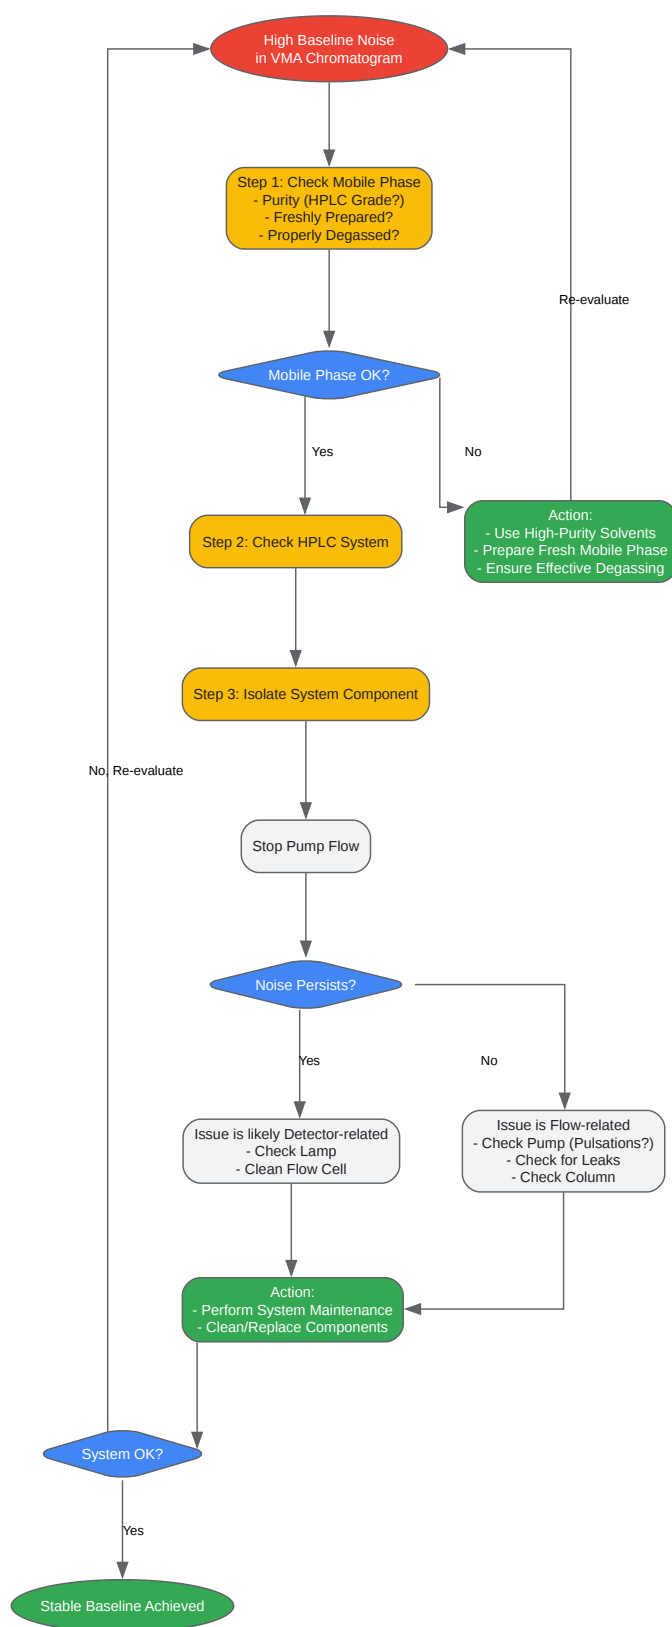 High Baseline Noise
in VMA Chromatogram
Step 1: Check Mobile Phase
- Purity (HPLC Grade?)
- Freshly Prepared?
- Properly Degassed?
Re-evaluate
Mobile Phase OK?
Yes
No
Action:
- Use High-Purity Solvents
- Prepare Fresh Mobile Phase
- Ensure Effective Degassing
Step 2: Check HPLC System
Step 3: Isolate System Component
No, Re-evaluate
Stop Pump Flow
Noise Persists?
Yes
No
Issue is likely Detector-related
- Check Lamp
- Clean Flow Cell
Issue is Flow-related
- Check Pump (Pulsations?)
- Check for Leaks
- Check Column
Action:
- Perform System Maintenance
- Clean/Replace Components
System OK?
Yes
Stable Baseline Achieved